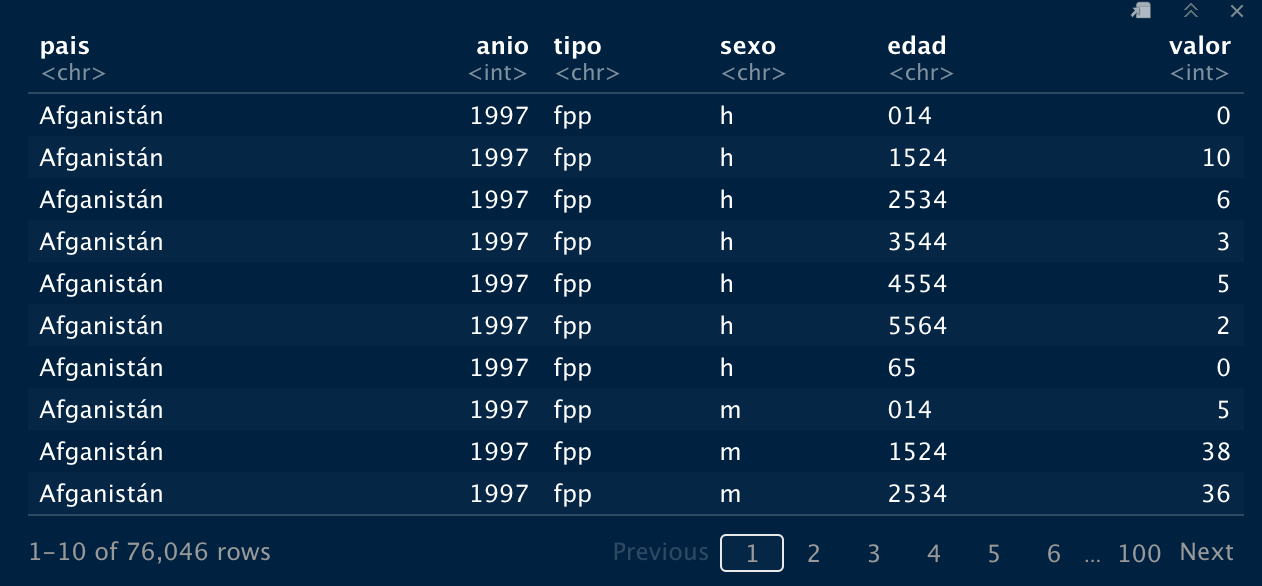 pais anio tipo sexo edad valor
<chr> <int> <chr> <chr> <chr> <int>
Afganistán 1997 fpp h 014 0
Afganistán 1997 fpp h 1524 10
Afganistán 1997 fpp h 2534 6
Afganistán 1997 fpp h 3544 3
Afganistán 1997 fpp h 4554 5
Afganistán 1997 fpp h 5564 2
Afganistán 1997 fpp h 65 0
Afganistán 1997 fpp m 014 5
Afganistán 1997 fpp m 1524 38
Afganistán 1997 fpp m 2534 36
1-10 of 76,046 rows Previous 1 2 3 4 5 6 ... 100 Next